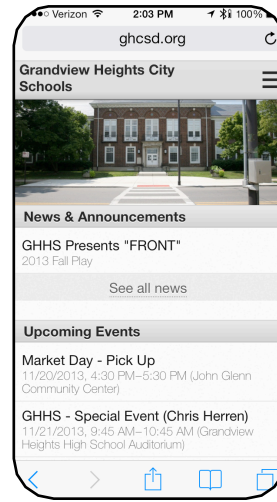 Verizon 2:03 PM 100%
ghcsd.org
Grandview Heights City
Schools
News & Announcements
GHHS Presents "FRONT"
2013 Fall Play
See all news
Upcoming Events
Market Day - Pick Up
11/20/2013, 4:30 PM–5:30 PM (John Glenn
Community Center)
GHHS - Special Event (Chris Herren)
11/21/2013, 9:45 AM–10:45 AM (Grandview
Heights High School Auditorium)